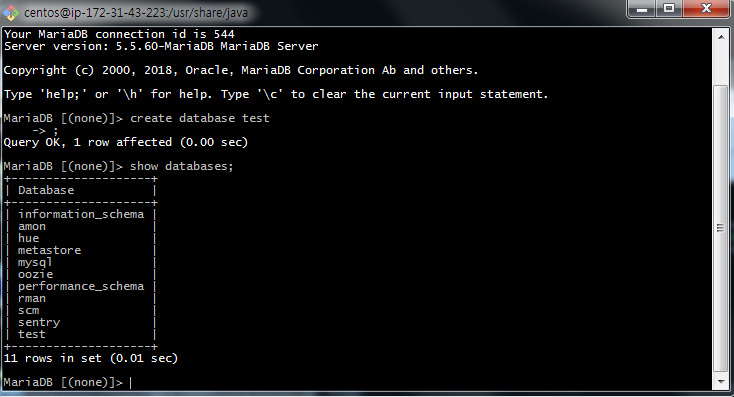 centos@ip-172-31-43-223:/usr/share/java
Your MariaDB connection id is 544
Server version: 5.5.60-MariaDB MariaDB Server
Copyright (c) 2000, 2018, Oracle, MariaDB Corporation Ab and others.
Type 'help;' or '\h' for help. Type '\c' to clear the current input statement.
MariaDB [(none)]> create database test
    -> ;
Query OK, 1 row affected (0.00 sec)
MariaDB [(none)]> show databases;
+--------------------+
| Database           |
+--------------------+
| information_schema |
| amon               |
| hue                |
| metastore          |
| mysql              |
| oozie              |
| performance_schema |
| rman               |
| scm                |
| sentry             |
| test               |
+--------------------+
11 rows in set (0.01 sec)
MariaDB [(none)]>